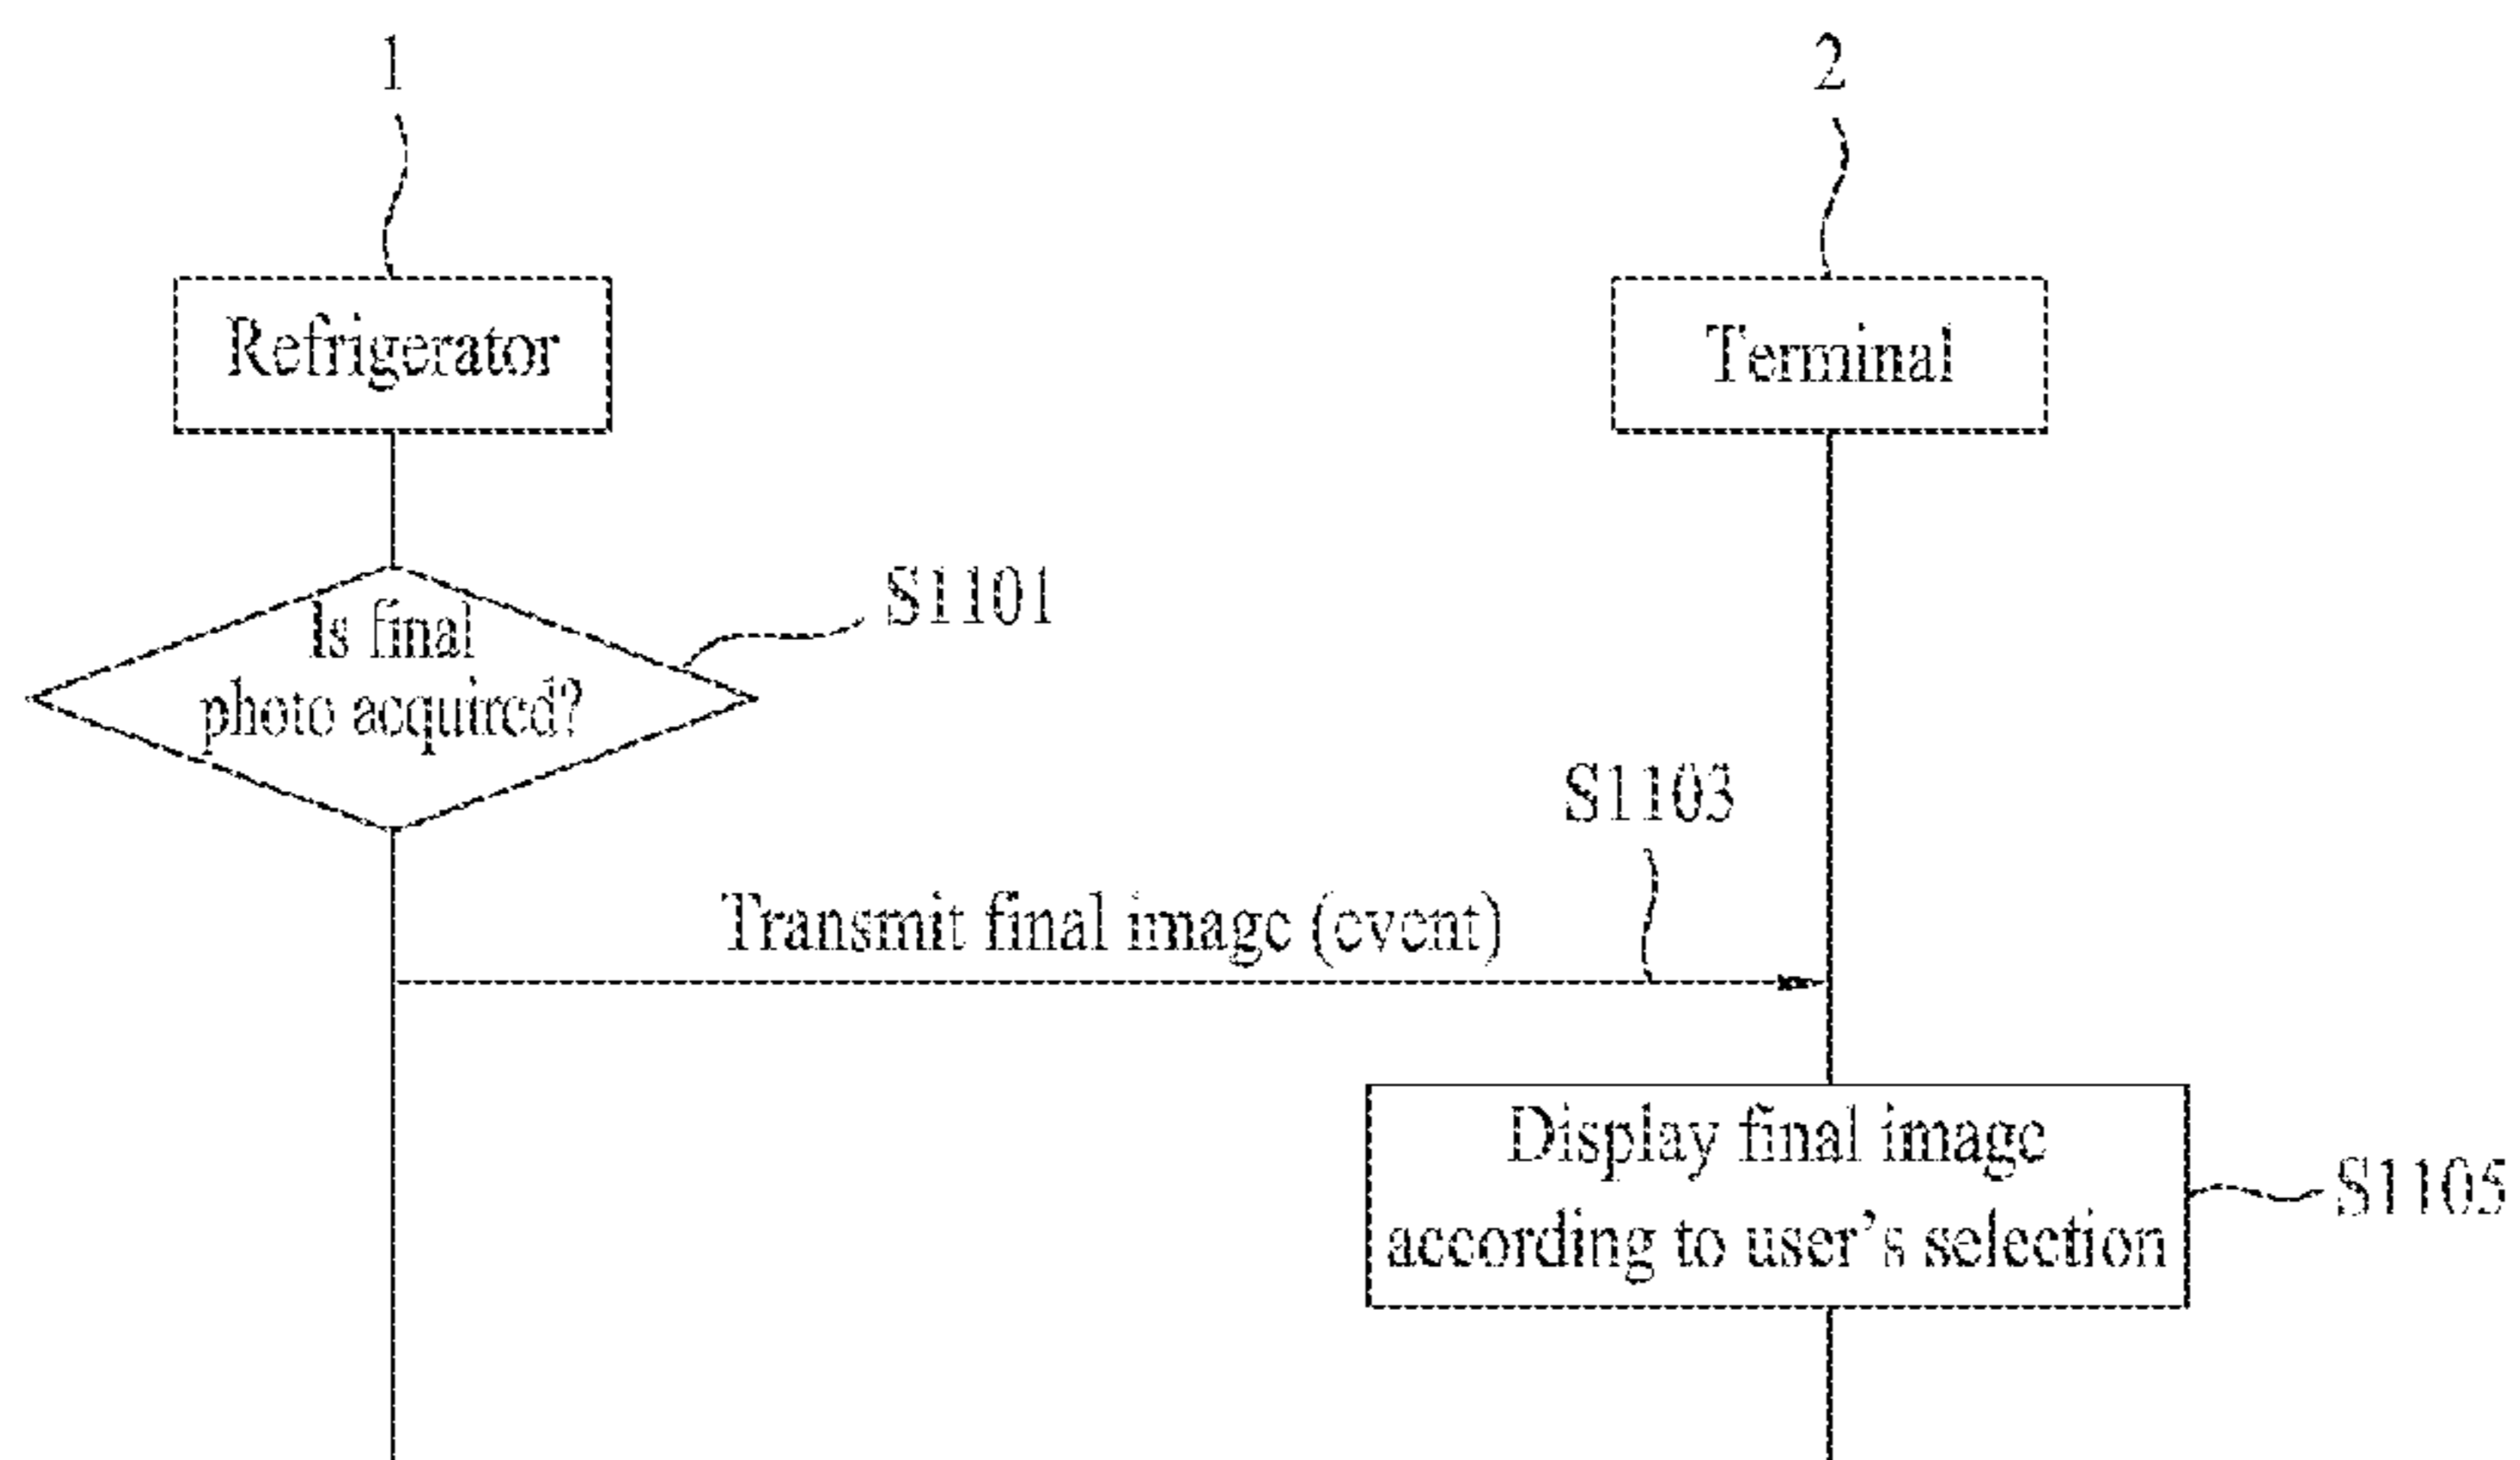 1
2
Refrigerator
Terminal
Is final
photo acquired?
S1101
S1103
Transmit final image (event)
Display final image
according to user's selection
S1105